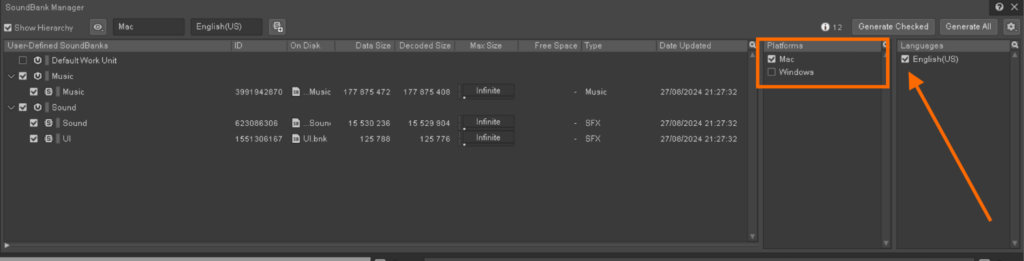 SoundBank Manager
Show Hierarchy Mac English(US) 12 Generate Checked Generate All
User-Defined SoundBanks ID On Disk Data Size Decoded Size Max Size Free Space Type Date Updated Platforms Languages
Default Work Unit Mac English(US)
Music Windows
Music 3991942870 ...Music 177 875 472 177 875 408 Infinite - Music 27/08/2024 21:27:32
Sound
Sound 623086306 ...Soun 15 530 236 15 529 904 Infinite - SFX 27/08/2024 21:27:32
UI 1551306167 UI.bnk 125 788 125 776 Infinite - SFX 27/08/2024 21:27:32